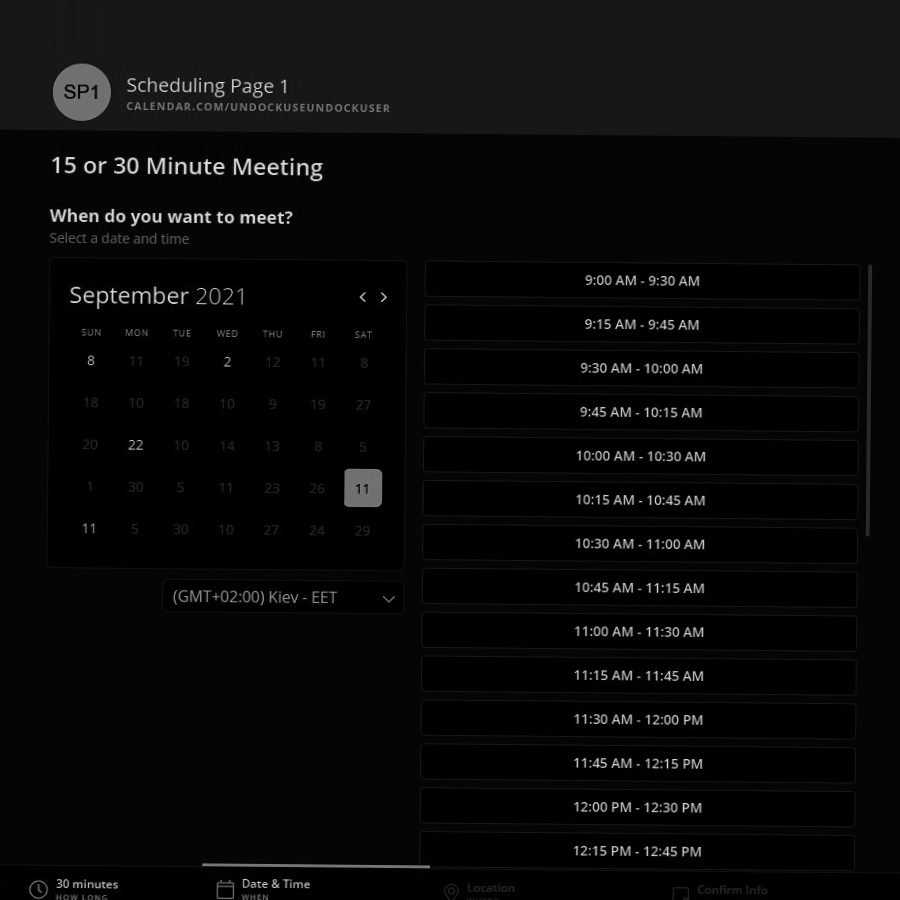 SP1
Scheduling Page 1
CALENDAR.COM/UNDOCKUSEUNDOCKUSER
15 or 30 Minute Meeting
When do you want to meet?
Select a date and time
September 2021
SUN MON TUE WED THU FRI SAT
8 11 19 2 12 11 8
18 10 18 10 9 19 27
20 22 10 14 13 8 5
1 30 5 11 23 26 11
11 5 30 10 27 24 29
(GMT+02:00) Kiev - EET
9:00 AM - 9:30 AM
9:15 AM - 9:45 AM
9:30 AM - 10:00 AM
9:45 AM - 10:15 AM
10:00 AM - 10:30 AM
10:15 AM - 10:45 AM
10:30 AM - 11:00 AM
10:45 AM - 11:15 AM
11:00 AM - 11:30 AM
11:15 AM - 11:45 AM
11:30 AM - 12:00 PM
11:45 AM - 12:15 PM
12:00 PM - 12:30 PM
12:15 PM - 12:45 PM
30 minutes
HOW LONG
Date & Time
WHEN
Location
Confirm Info